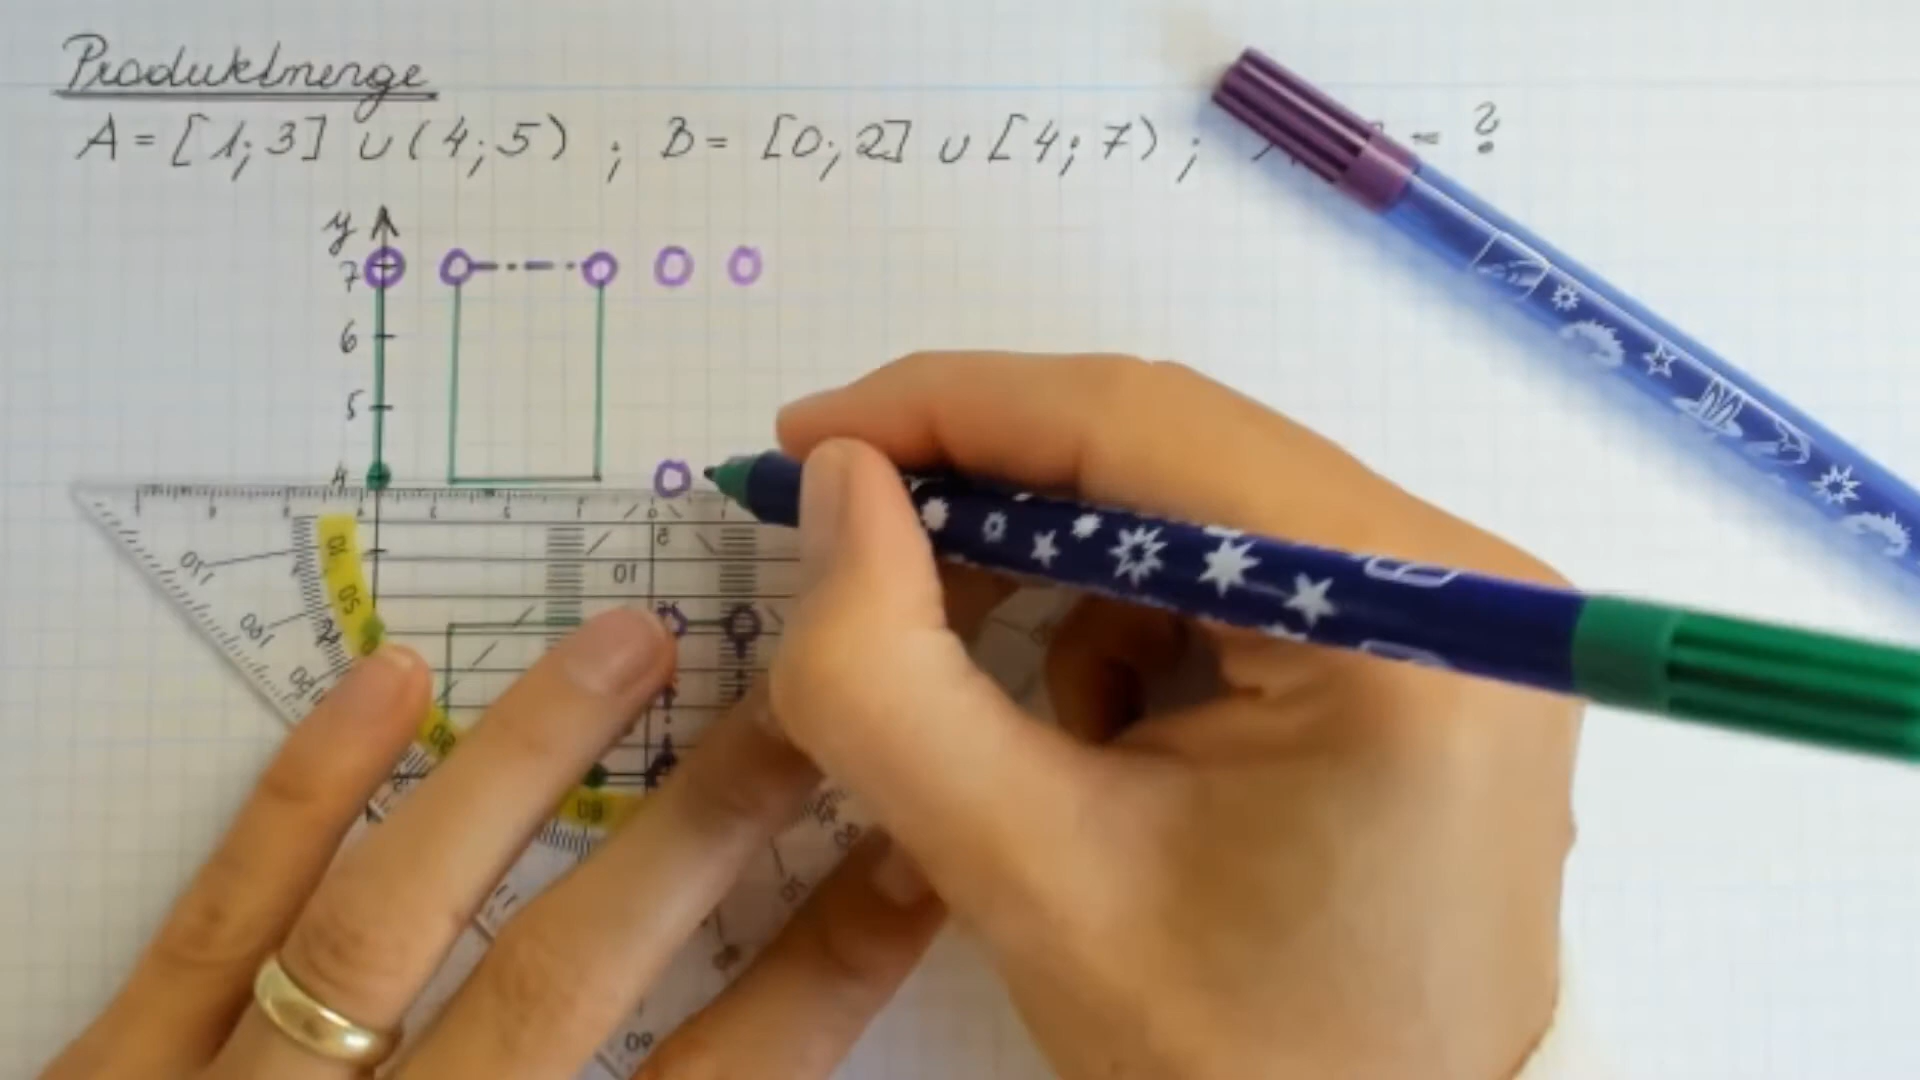 Produktmenge
A = [1;3] ∪ (4;5) ; B = [0;2] ∪ [4;7) ; = ?
y
7
6
5
4